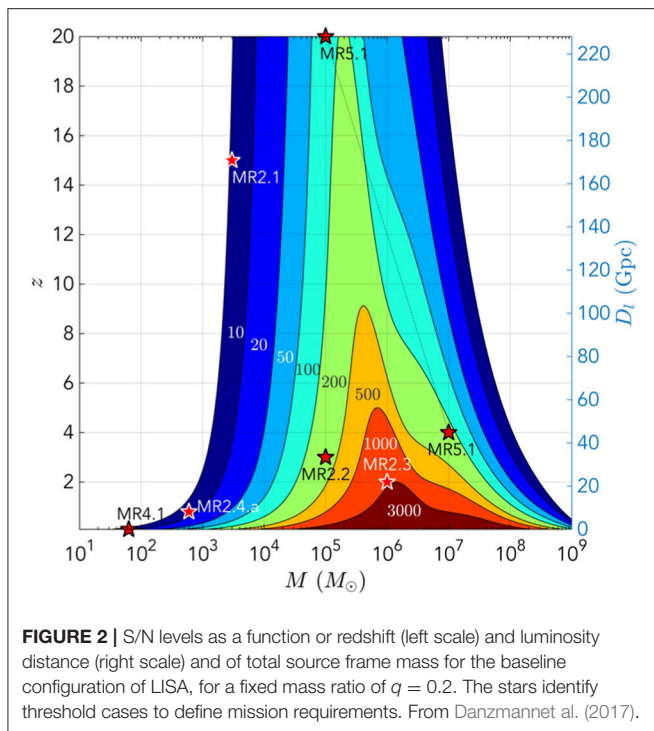 20
18
16
14
12
10
8
6
4
2
z
220
200
180
160
140
120
100
80
60
40
20
0
D_l (Gpc)
MR5.1
MR2.1
10
20
50
100
200
500
1000
3000
MR5.1
MR2.2
MR2.3
MR4.1
MR2.4.a
10^1 10^2 10^3 10^4 10^5 10^6 10^7 10^8 10^9
M (M_⊙)
FIGURE 2 | S/N levels as a function or redshift (left scale) and luminosity
distance (right scale) and of total source frame mass for the baseline
configuration of LISA, for a fixed mass ratio of q = 0.2. The stars identify
threshold cases to define mission requirements. From Danzmannet al. (2017).